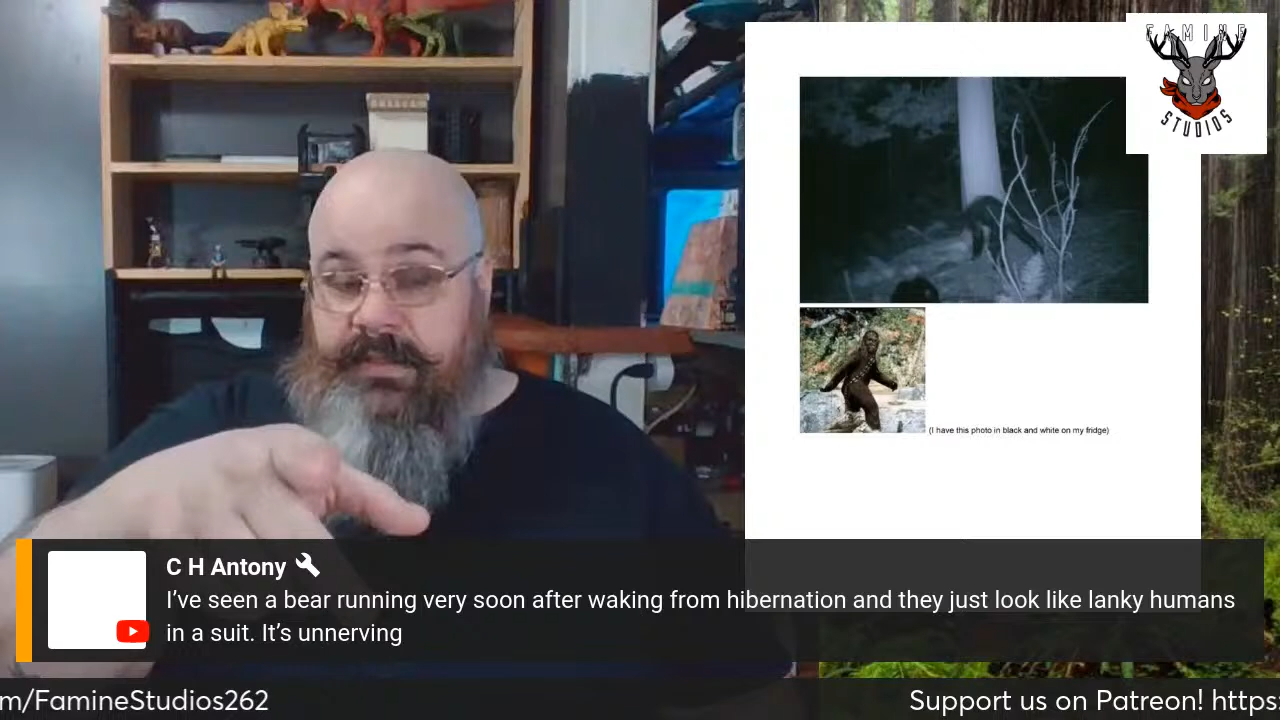 FAMINE
STUDIOS
(I have this photo in black and white on my fridge)
C H Antony
I’ve seen a bear running very soon after waking from hibernation and they just look like lanky humans
in a suit. It’s unnerving
m/FamineStudios262
Support us on Patreon! https: